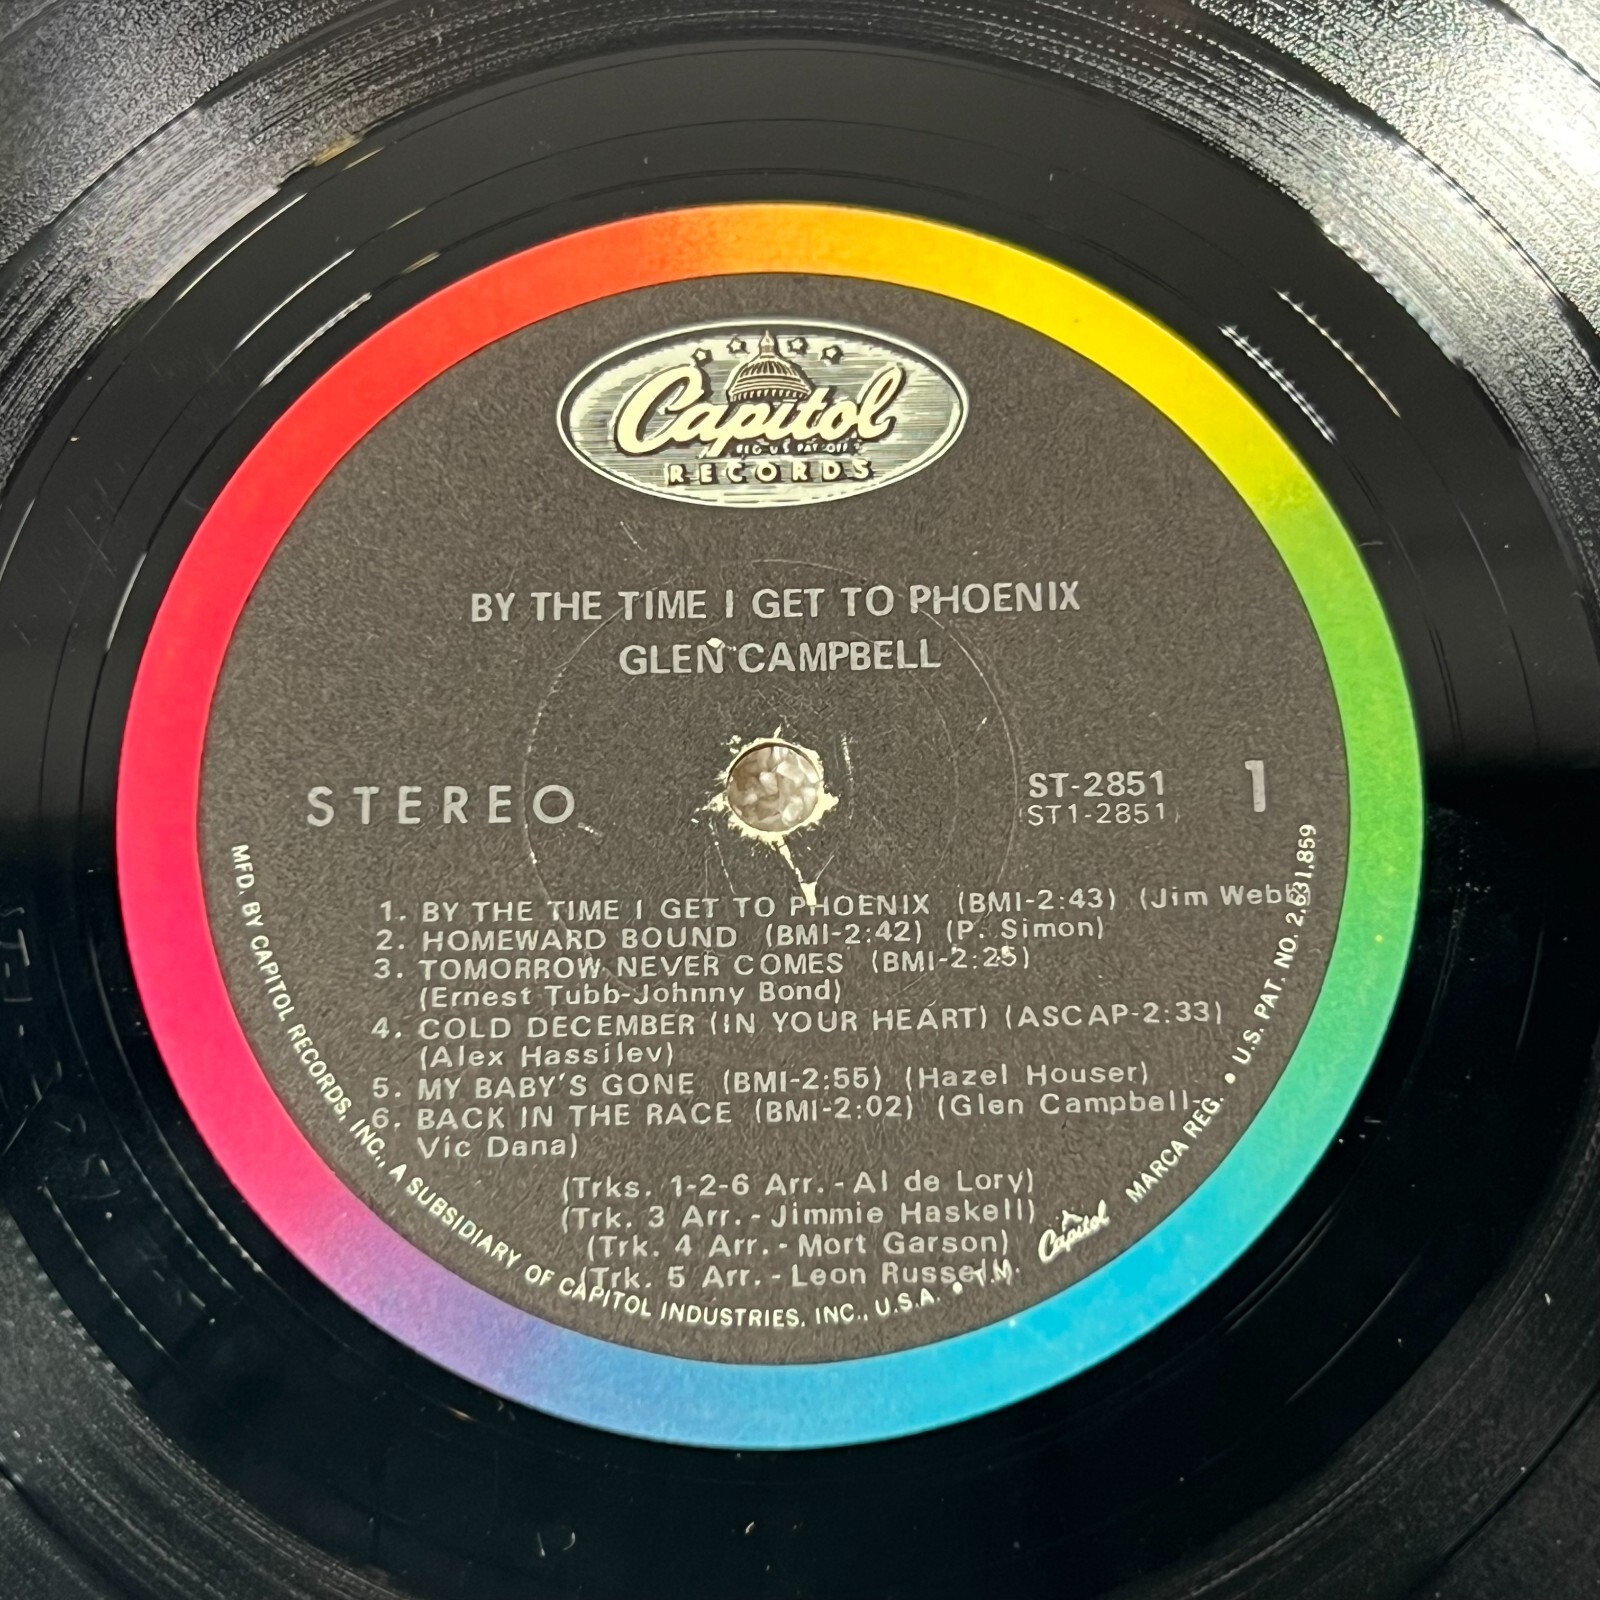 Capitol
REG. U.S. PAT. OFF.
RECORDS
BY THE TIME I GET TO PHOENIX
GLEN CAMPBELL
STEREO
ST-2851
(ST1-2851)
1
1. BY THE TIME I GET TO PHOENIX (BMI-2:43) (Jim Webb)
2. HOMEWARD BOUND (BMI-2:42) (P. Simon)
3. TOMORROW NEVER COMES (BMI-2:25)
(Ernest Tubb-Johnny Bond)
4. COLD DECEMBER (IN YOUR HEART) (ASCAP-2:33)
(Alex Hassilev)
5. MY BABY'S GONE (BMI-2:55) (Hazel Houser)
6. BACK IN THE RACE (BMI-2:02) (Glen Campbell-
Vic Dana)
(Trks. 1-2-6 Arr.-Al de Lory)
(Trk. 3 Arr.-Jimmie Haskell)
(Trk. 4 Arr.-Mort Garson)
(Trk. 5 Arr.-Leon Russell)
MFD. BY CAPITOL RECORDS, INC., A SUBSIDIARY OF CAPITOL INDUSTRIES, INC., U.S.A. • T.M. Capitol MARCA REG. • U.S. PAT. NO. 2,631,859